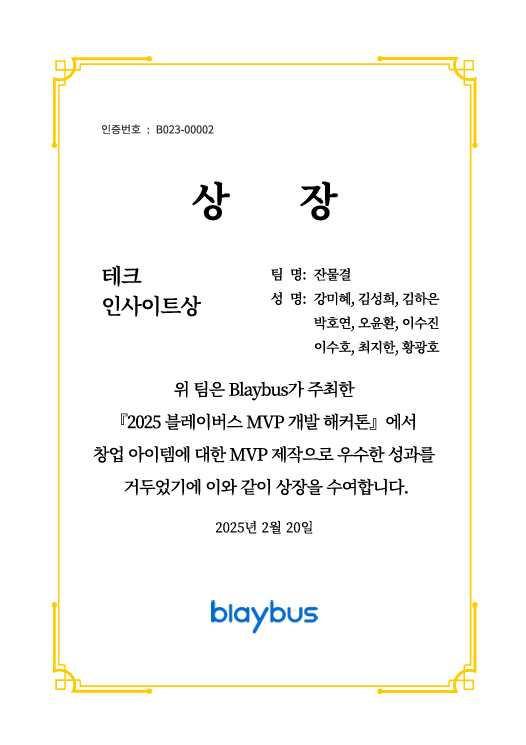 인증번호 : B023-00002
상 장
테크
인사이트상
팀 명: 잔물결
성 명: 강미혜, 김성희, 김하은
박호연, 오윤환, 이수진
이수호, 최지한, 황광호
위 팀은 Blaybus가 주최한
『2025 블레이버스 MVP 개발 해커톤』에서
창업 아이템에 대한 MVP 제작으로 우수한 성과를
거두었기에 이와 같이 상장을 수여합니다.
2025년 2월 20일
blaybus